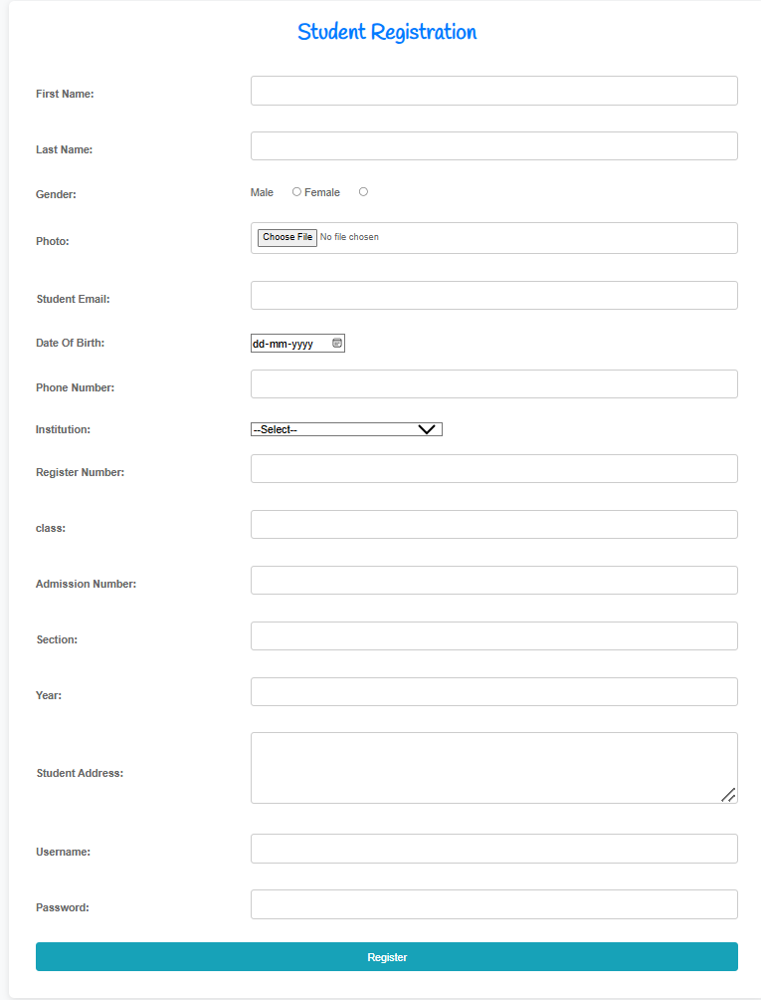 Student Registration
First Name:
Last Name:
Gender: Male Female
Photo: Choose File No file chosen
Student Email:
Date Of Birth: dd-mm-yyyy
Phone Number:
Institution: --Select--
Register Number:
class:
Admission Number:
Section:
Year:
Student Address:
Username:
Password:
Register